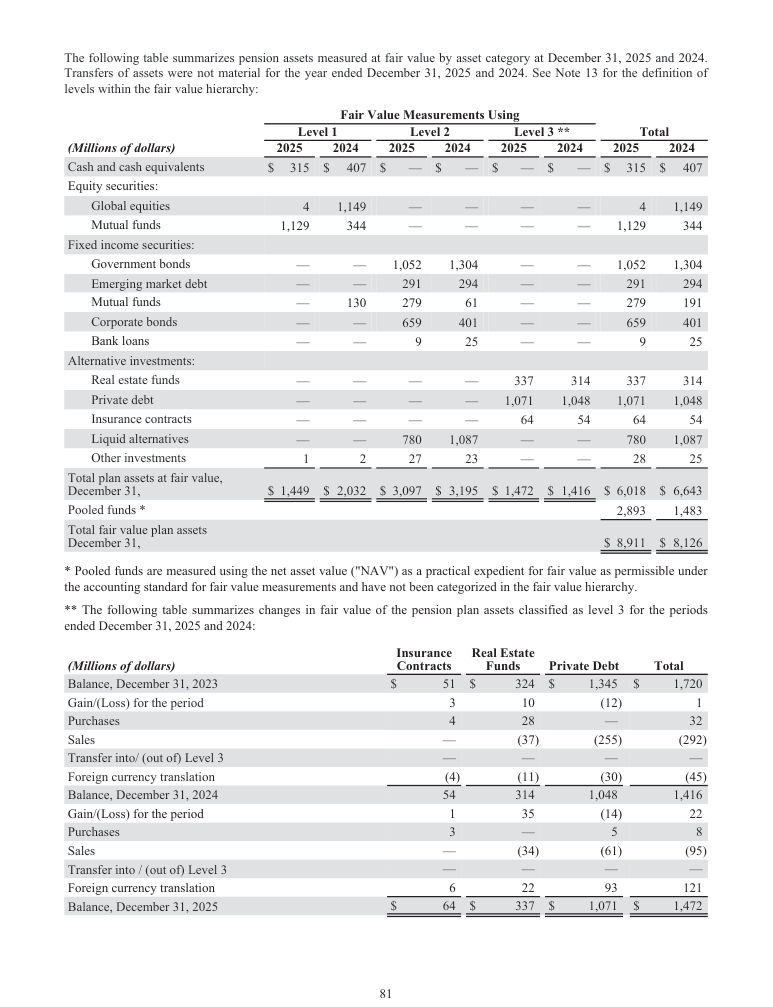 The following table summarizes pension assets measured at fair value by asset category at December 31, 2025 and 2024.
Transfers of assets were not material for the year ended December 31, 2025 and 2024. See Note 13 for the definition of
levels within the fair value hierarchy:
Fair Value Measurements Using
Level 1 Level 2 Level 3 ** Total
(Millions of dollars) 2025 2024 2025 2024 2025 2024 2025 2024
Cash and cash equivalents $ 315 $ 407 $ — $ — $ — $ — $ 315 $ 407
Equity securities:
Global equities 4 1,149 — — — — 4 1,149
Mutual funds 1,129 344 — — — — 1,129 344
Fixed income securities:
Government bonds — — 1,052 1,304 — — 1,052 1,304
Emerging market debt — — 291 294 — — 291 294
Mutual funds — 130 279 61 — — 279 191
Corporate bonds — — 659 401 — — 659 401
Bank loans — — 9 25 — — 9 25
Alternative investments:
Real estate funds — — — — 337 314 337 314
Private debt — — — — 1,071 1,048 1,071 1,048
Insurance contracts — — — — 64 54 64 54
Liquid alternatives — — 780 1,087 — — 780 1,087
Other investments 1 2 27 23 — — 28 25
Total plan assets at fair value,
December 31, $ 1,449 $ 2,032 $ 3,097 $ 3,195 $ 1,472 $ 1,416 $ 6,018 $ 6,643
Pooled funds * 2,893 1,483
Total fair value plan assets
December 31, $ 8,911 $ 8,126
* Pooled funds are measured using the net asset value ("NAV") as a practical expedient for fair value as permissible under
the accounting standard for fair value measurements and have not been categorized in the fair value hierarchy.
** The following table summarizes changes in fair value of the pension plan assets classified as level 3 for the periods
ended December 31, 2025 and 2024:
Insurance Real Estate
(Millions of dollars) Contracts Funds Private Debt Total
Balance, December 31, 2023 $ 51 $ 324 $ 1,345 $ 1,720
Gain/(Loss) for the period 3 10 (12) 1
Purchases 4 28 — 32
Sales — (37) (255) (292)
Transfer into/ (out of) Level 3 — — — —
Foreign currency translation (4) (11) (30) (45)
Balance, December 31, 2024 54 314 1,048 1,416
Gain/(Loss) for the period 1 35 (14) 22
Purchases 3 — 5 8
Sales — (34) (61) (95)
Transfer into / (out of) Level 3 — — — —
Foreign currency translation 6 22 93 121
Balance, December 31, 2025 $ 64 $ 337 $ 1,071 $ 1,472
81